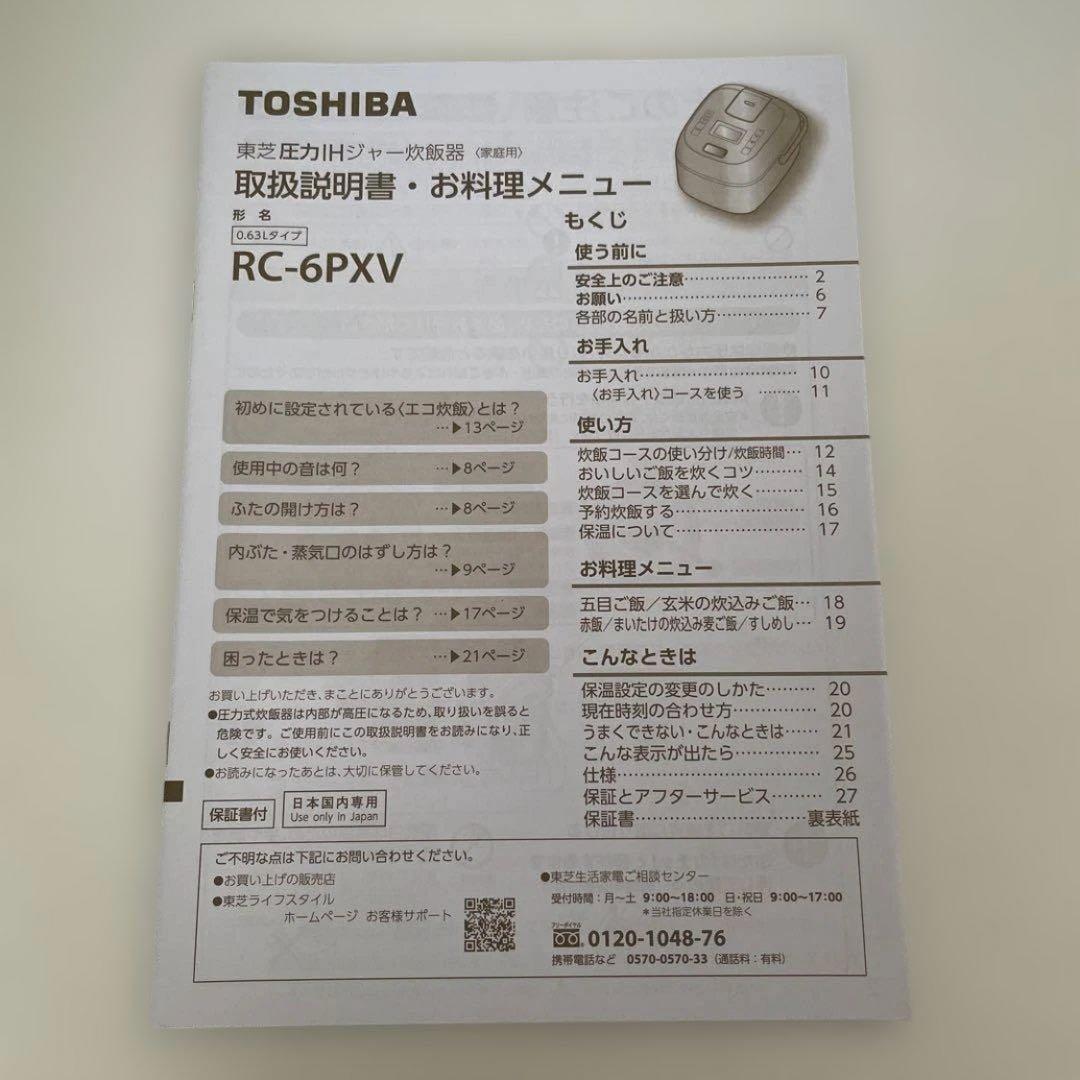 TOSHIBA
東芝圧力IHジャー炊飯器〈家庭用〉
取扱説明書・お料理メニュー
形名
0.63Lタイプ
RC-6PXV
初めに設定されている〈エコ炊飯〉とは？
…▶13ページ
使用中の音は何？ …▶8ページ
ふたの開け方は？ …▶8ページ
内ぶた・蒸気口のはずし方は？
…▶9ページ
保温で気をつけることは？ …▶17ページ
困ったときは？ …▶21ページ
お買い上げいただき、まことにありがとうございます。
●圧力式炊飯器は内部が高圧になるため、取り扱いを誤ると
危険です。ご使用前にこの取扱説明書をお読みになり、正
しく安全にお使いください。
●お読みになったあとは、大切に保管してください。
保証書付
日本国内専用
Use only in Japan
もくじ
使う前に
安全上のご注意…………………… 2
お願い…………………………… 6
各部の名前と扱い方……………… 7
お手入れ
お手入れ………………………… 10
〈お手入れ〉コースを使う ……… 11
使い方
炊飯コースの使い分け/炊飯時間… 12
おいしいご飯を炊くコツ……… 14
炊飯コースを選んで炊く……… 15
予約炊飯する…………………… 16
保温について…………………… 17
お料理メニュー
五目ご飯／玄米の炊込みご飯… 18
赤飯／まいたけの炊込み麦ご飯／すしめし… 19
こんなときは
保温設定の変更のしかた……… 20
現在時刻の合わせ方…………… 20
うまくできない・こんなときは…… 21
こんな表示が出たら…………… 25
仕様……………………………… 26
保証とアフターサービス……… 27
保証書…………………………裏表紙
ご不明な点は下記にお問い合わせください。
●お買い上げの販売店
●東芝ライフスタイル
ホームページ お客様サポート
●東芝生活家電ご相談センター
受付時間：月～土 9:00～18:00 日・祝日 9:00～17:00
＊当社指定休業日を除く
フリーダイヤル
0120-1048-76
携帯電話など 0570-0570-33（通話料：有料）